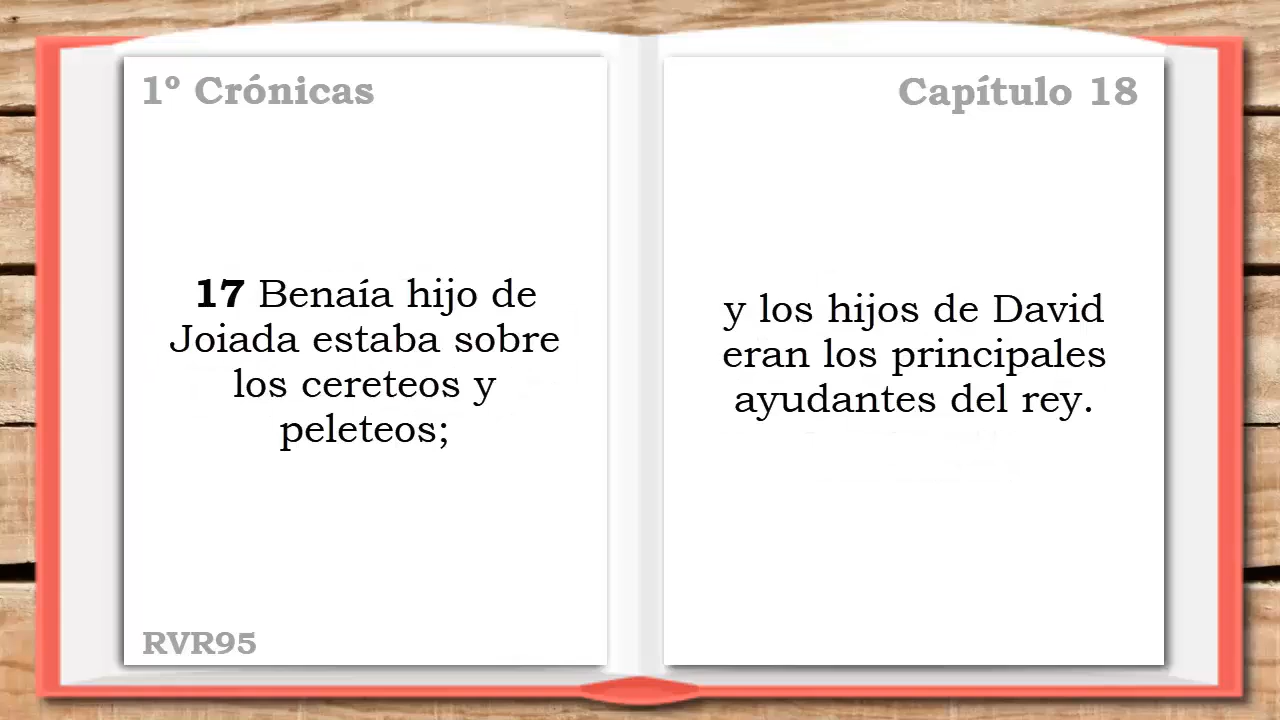 1º Crónicas
17 Benaía hijo de
Joiada estaba sobre
los cereteos y
peleteos;
RVR95
Capítulo 18
y los hijos de David
eran los principales
ayudantes del rey.